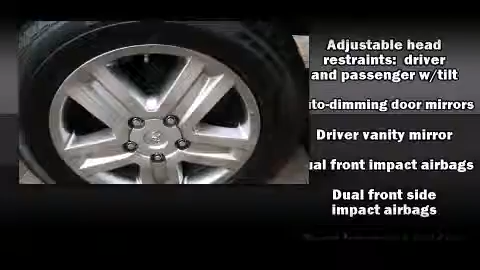 Adjustable head
restraints: driver
and passenger w/tilt
uto-dimming door mirrors
Driver vanity mirror
ual front impact airbags
Dual front side
impact airbags